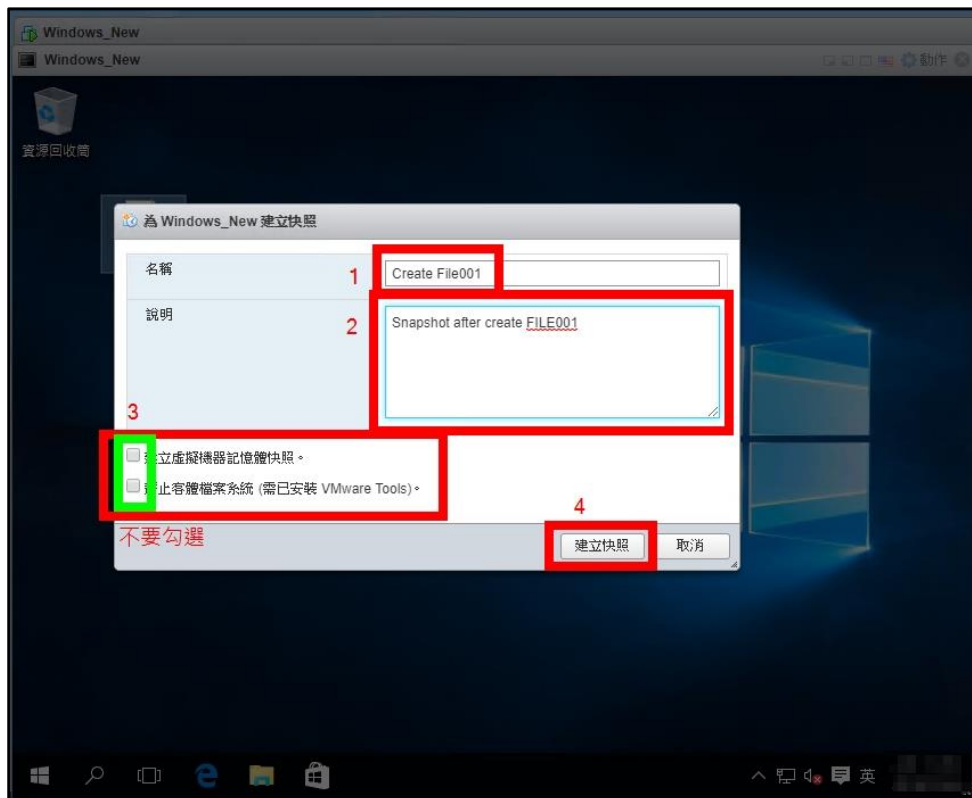 Windows_New
Windows_New 動作
資源回收筒
為 Windows_New 建立快照
名稱 1 Create File001
說明 2 Snapshot after create FILE001
3
建立虛擬機器記憶體快照。
止客體檔案系統 (需已安裝 VMware Tools)。
不要勾選
4
建立快照 取消
英